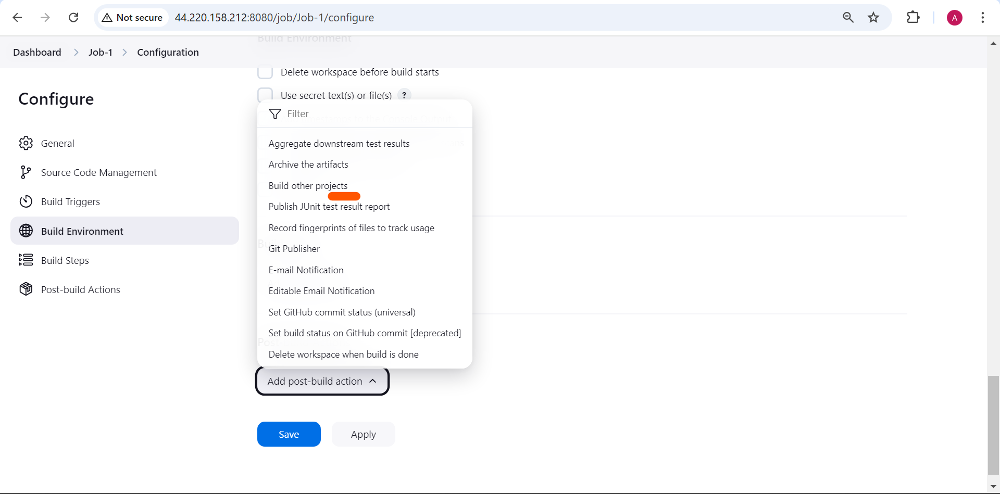 Not secure 44.220.158.212:8080/job/Job-1/configure A
Build Environment
Dashboard Job-1 Configuration
Delete workspace before build starts
Configure
Use secret text(s) or file(s) ?
Filter
General
Aggregate downstream test results
Archive the artifacts
Source Code Management
Build other projects
Build Triggers
Publish JUnit test result report
Record fingerprints of files to track usage
Build Environment
Git Publisher
Build Steps
E-mail Notification
Post-build Actions
Editable Email Notification
Set GitHub commit status (universal)
Set build status on GitHub commit [deprecated]
Delete workspace when build is done
Add post-build action
Save Apply